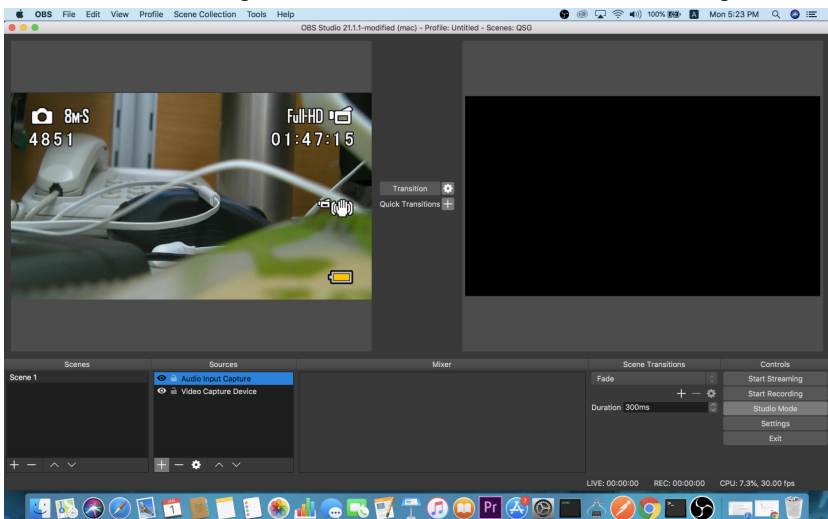 OBS File Edit View Profile Scene Collection Tools Help 100% A Mon 5:23 PM
OBS Studio 21.1.1-modified (mac) - Profile: Untitled - Scenes: QSG
8M-S Full-HD
4851 01:47:15
Transition
Quick Transitions
Scenes Sources Mixer Scene Transitions Controls
Scene 1 Audio Input Capture Fade Start Streaming
Video Capture Device Start Recording
Duration 300ms Studio Mode
Settings
Exit
LIVE: 00:00:00 REC: 00:00:00 CPU: 7.3%, 30.00 fps
1 Pr